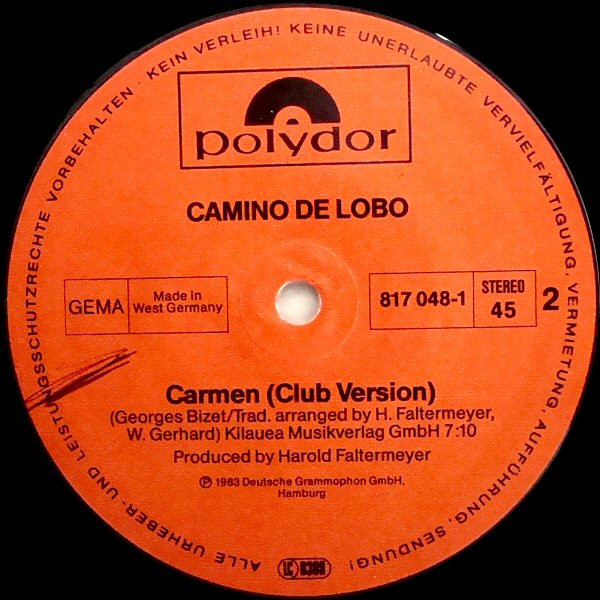 ALLE URHEBER- UND LEISTUNGSSCHUTZRECHTE VORBEHALTEN · KEIN VERLEIH! KEINE UNERLAUBTE VERVIELFÄLTIGUNG, VERMIETUNG, AUFFÜHRUNG, SENDUNG!
polydor
CAMINO DE LOBO
GEMA
Made in
West Germany
817 048-1
STEREO
45
2
Carmen (Club Version)
(Georges Bizet/Trad. arranged by H. Faltermeyer,
W. Gerhard) Kilauea Musikverlag GmbH 7:10
Produced by Harold Faltermeyer
℗ 1983 Deutsche Grammophon GmbH,
Hamburg
LC